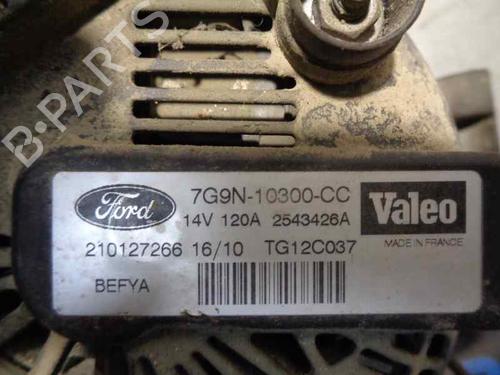 B-PARTS
Ford
7G9N-10300-CC
14V 120A 2543426A
Valeo
MADE IN FRANCE
210127266 16/10 TG12C037
BEFYA